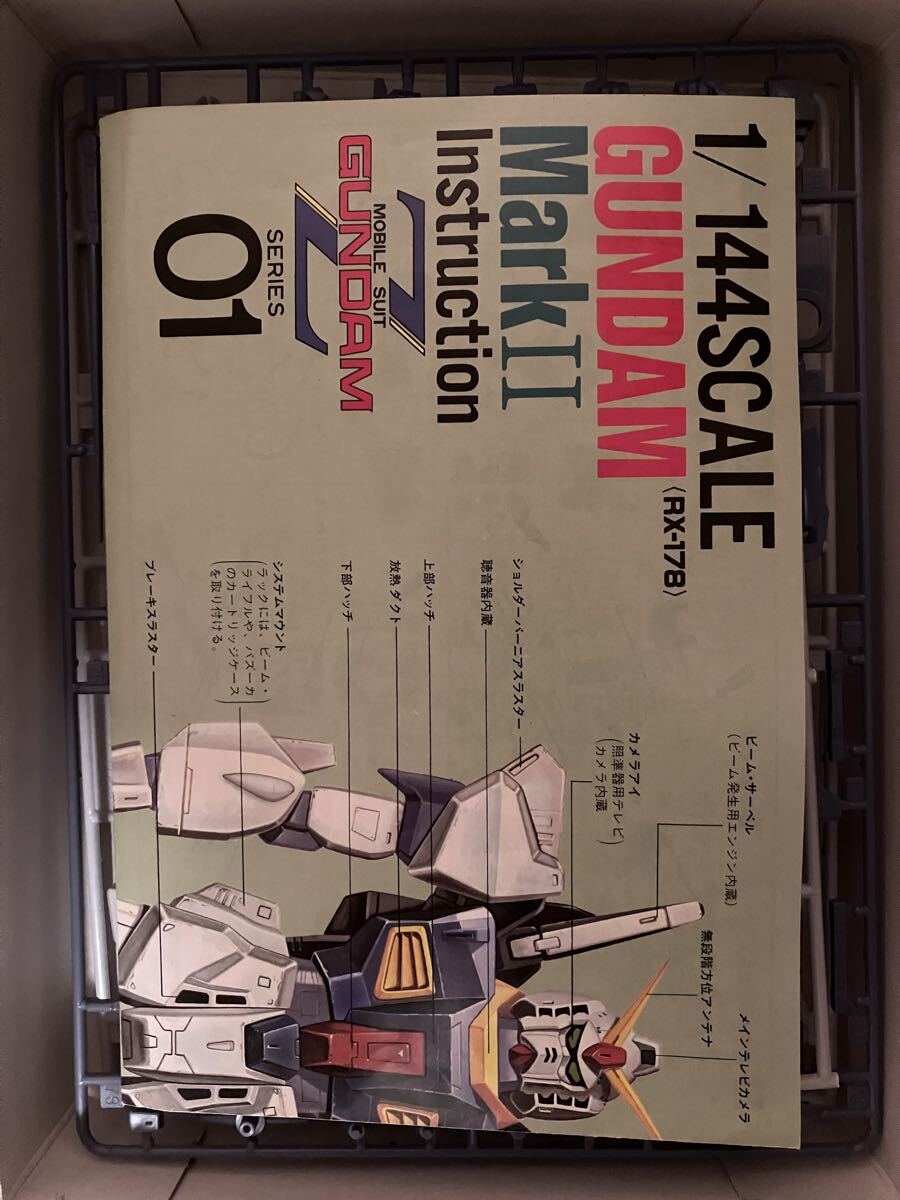 1/144SCALE
GUNDAM
〈RX-178〉
MarkII
Instruction
MOBILE SUIT
Z
GUNDAM
SERIES
01
メインテレビカメラ
無段階方位アンテナ
ビーム・サーベル
(ビーム発生用エンジン内蔵)
カメラアイ
(照準器用テレビ
カメラ内蔵)
ショルダーバーニアスラスター
聴音器内蔵
上部ハッチ
放熱ダクト
下部ハッチ
システムマウント
(ラックには、ビーム・
ライフルや、バズーカ
のカートリッジケース
を取り付ける。)
ブレーキスラスター